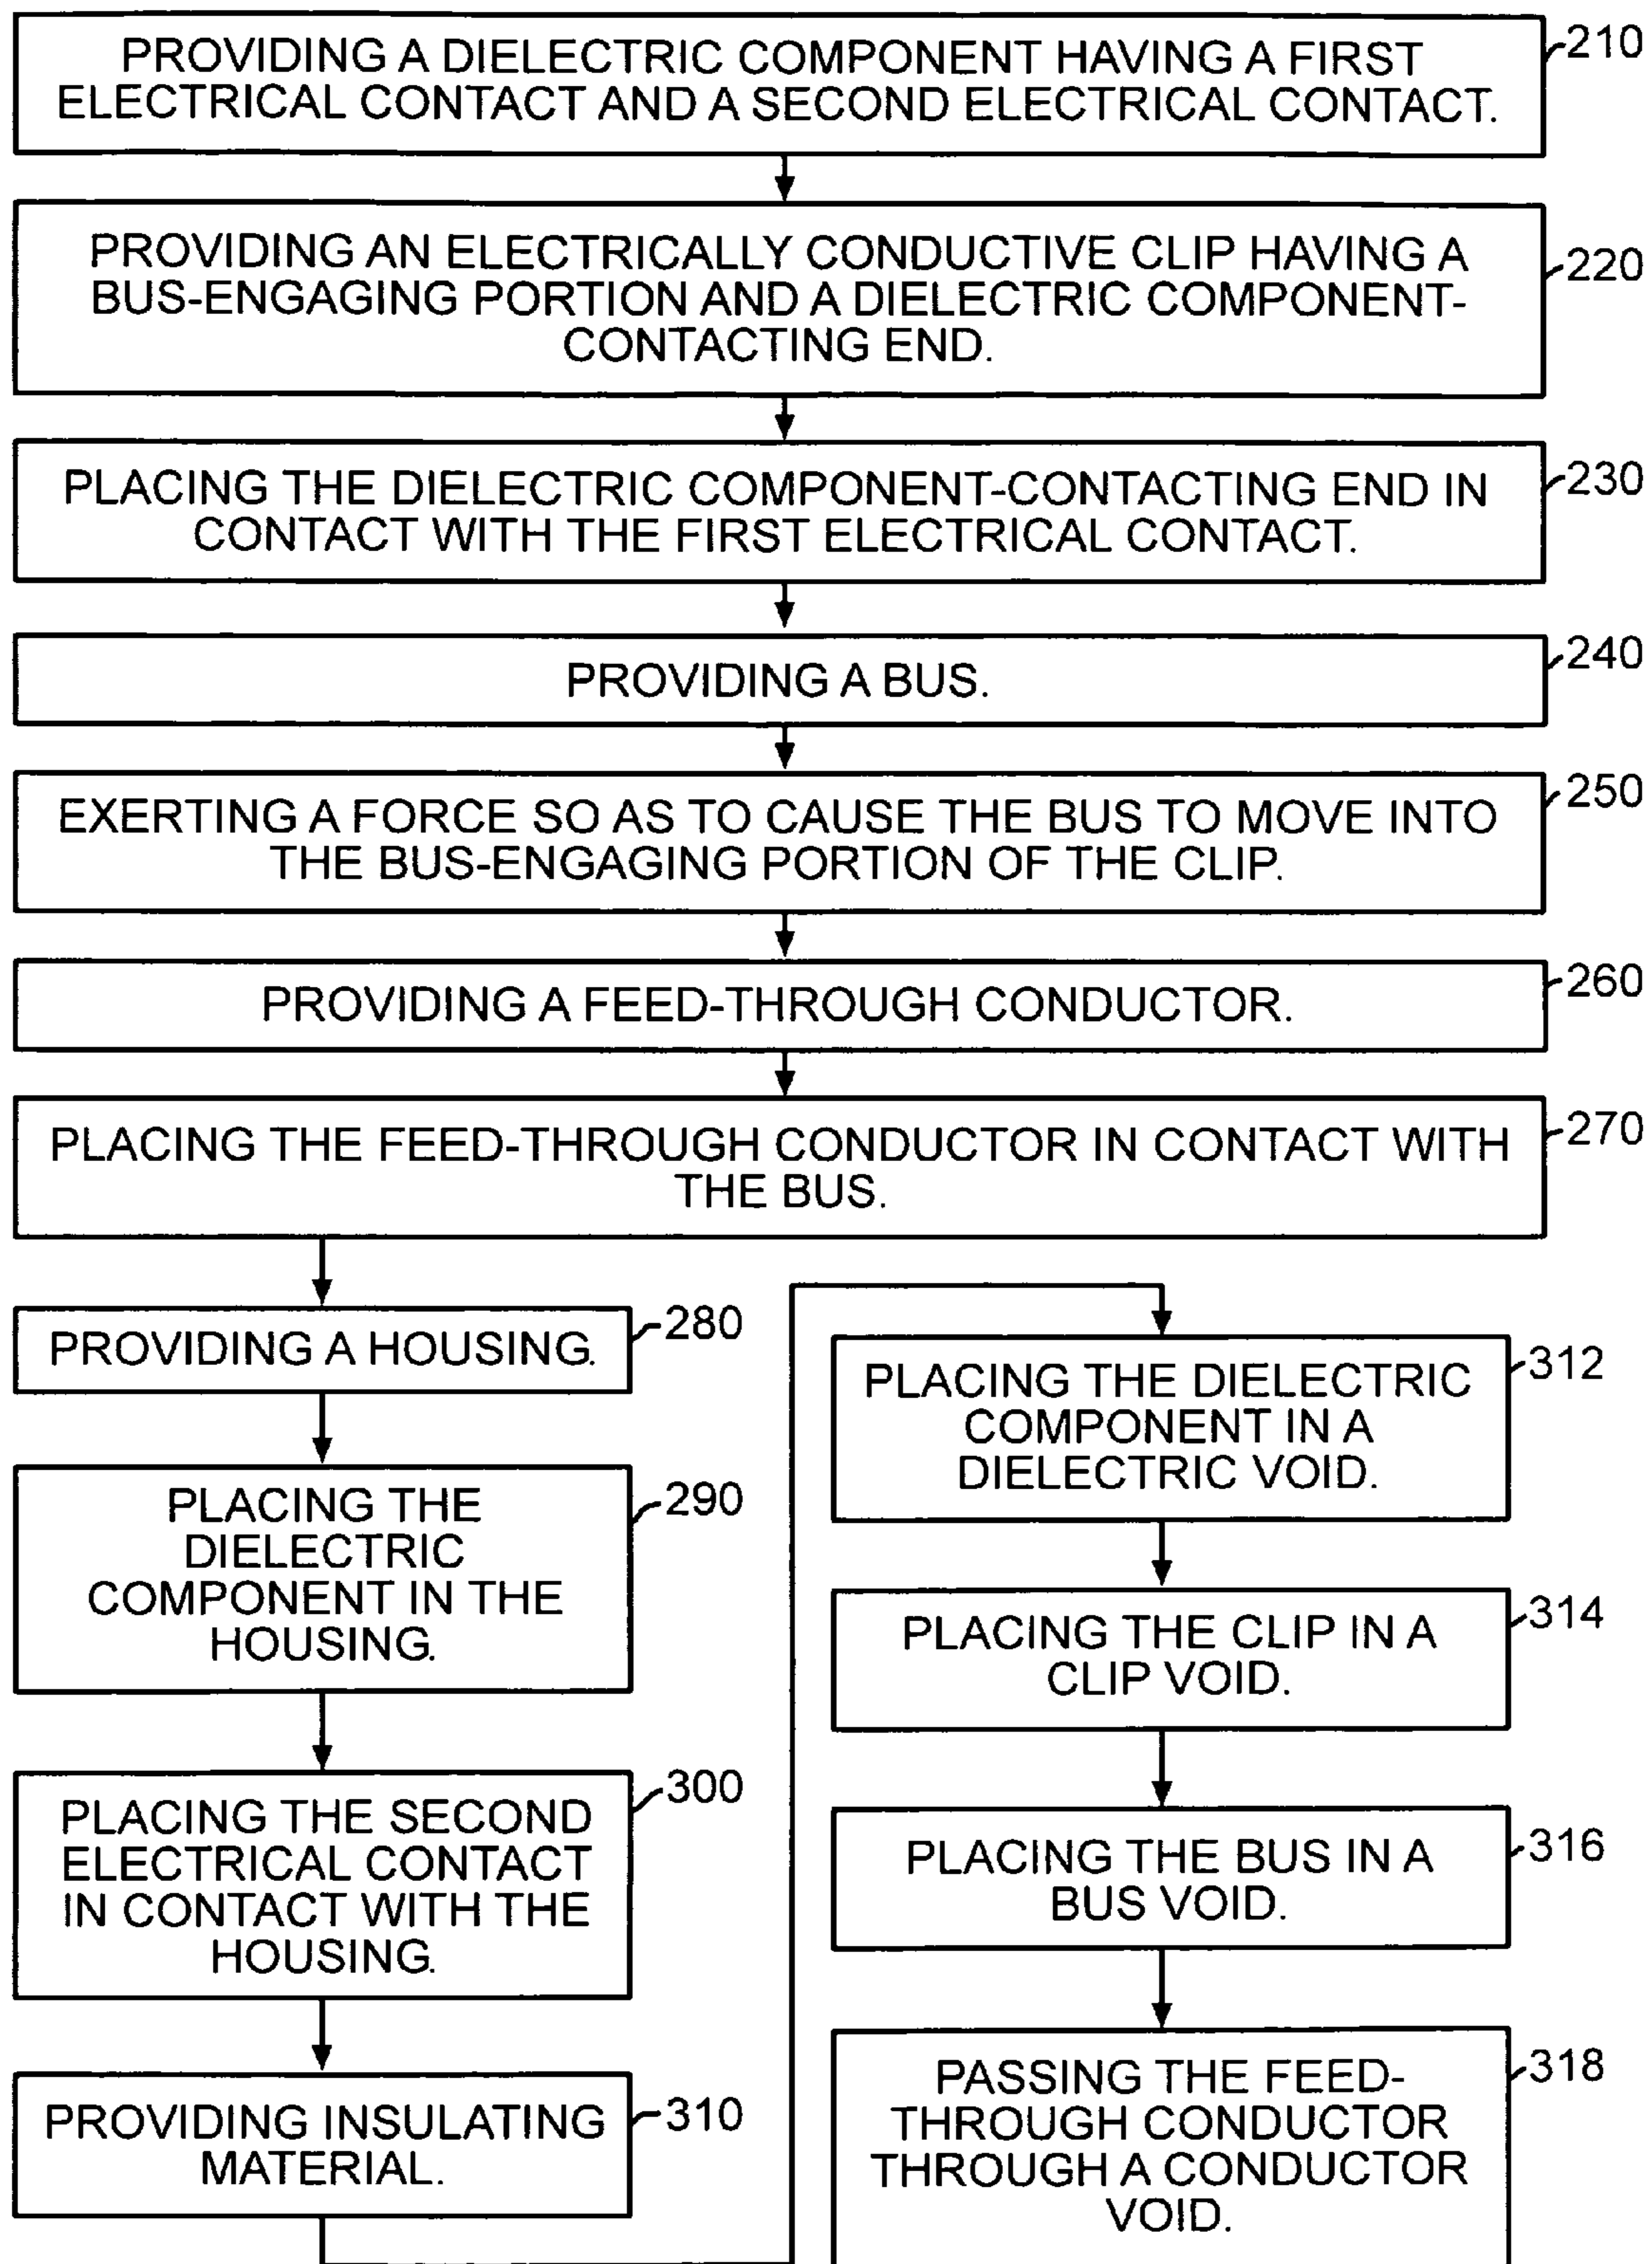 PROVIDING A DIELECTRIC COMPONENT HAVING A FIRST
ELECTRICAL CONTACT AND A SECOND ELECTRICAL CONTACT.
210
PROVIDING AN ELECTRICALLY CONDUCTIVE CLIP HAVING A
BUS-ENGAGING PORTION AND A DIELECTRIC COMPONENT-
CONTACTING END.
220
PLACING THE DIELECTRIC COMPONENT-CONTACTING END IN
CONTACT WITH THE FIRST ELECTRICAL CONTACT.
230
PROVIDING A BUS.
240
EXERTING A FORCE SO AS TO CAUSE THE BUS TO MOVE INTO
THE BUS-ENGAGING PORTION OF THE CLIP.
250
PROVIDING A FEED-THROUGH CONDUCTOR.
260
PLACING THE FEED-THROUGH CONDUCTOR IN CONTACT WITH
THE BUS.
270
PROVIDING A HOUSING.
280
PLACING THE
DIELECTRIC
COMPONENT IN THE
HOUSING.
290
PLACING THE SECOND
ELECTRICAL CONTACT
IN CONTACT WITH THE
HOUSING.
300
PROVIDING INSULATING
MATERIAL.
310
PLACING THE DIELECTRIC
COMPONENT IN A
DIELECTRIC VOID.
312
PLACING THE CLIP IN A
CLIP VOID.
314
PLACING THE BUS IN A
BUS VOID.
316
PASSING THE FEED-
THROUGH CONDUCTOR
THROUGH A CONDUCTOR
VOID.
318